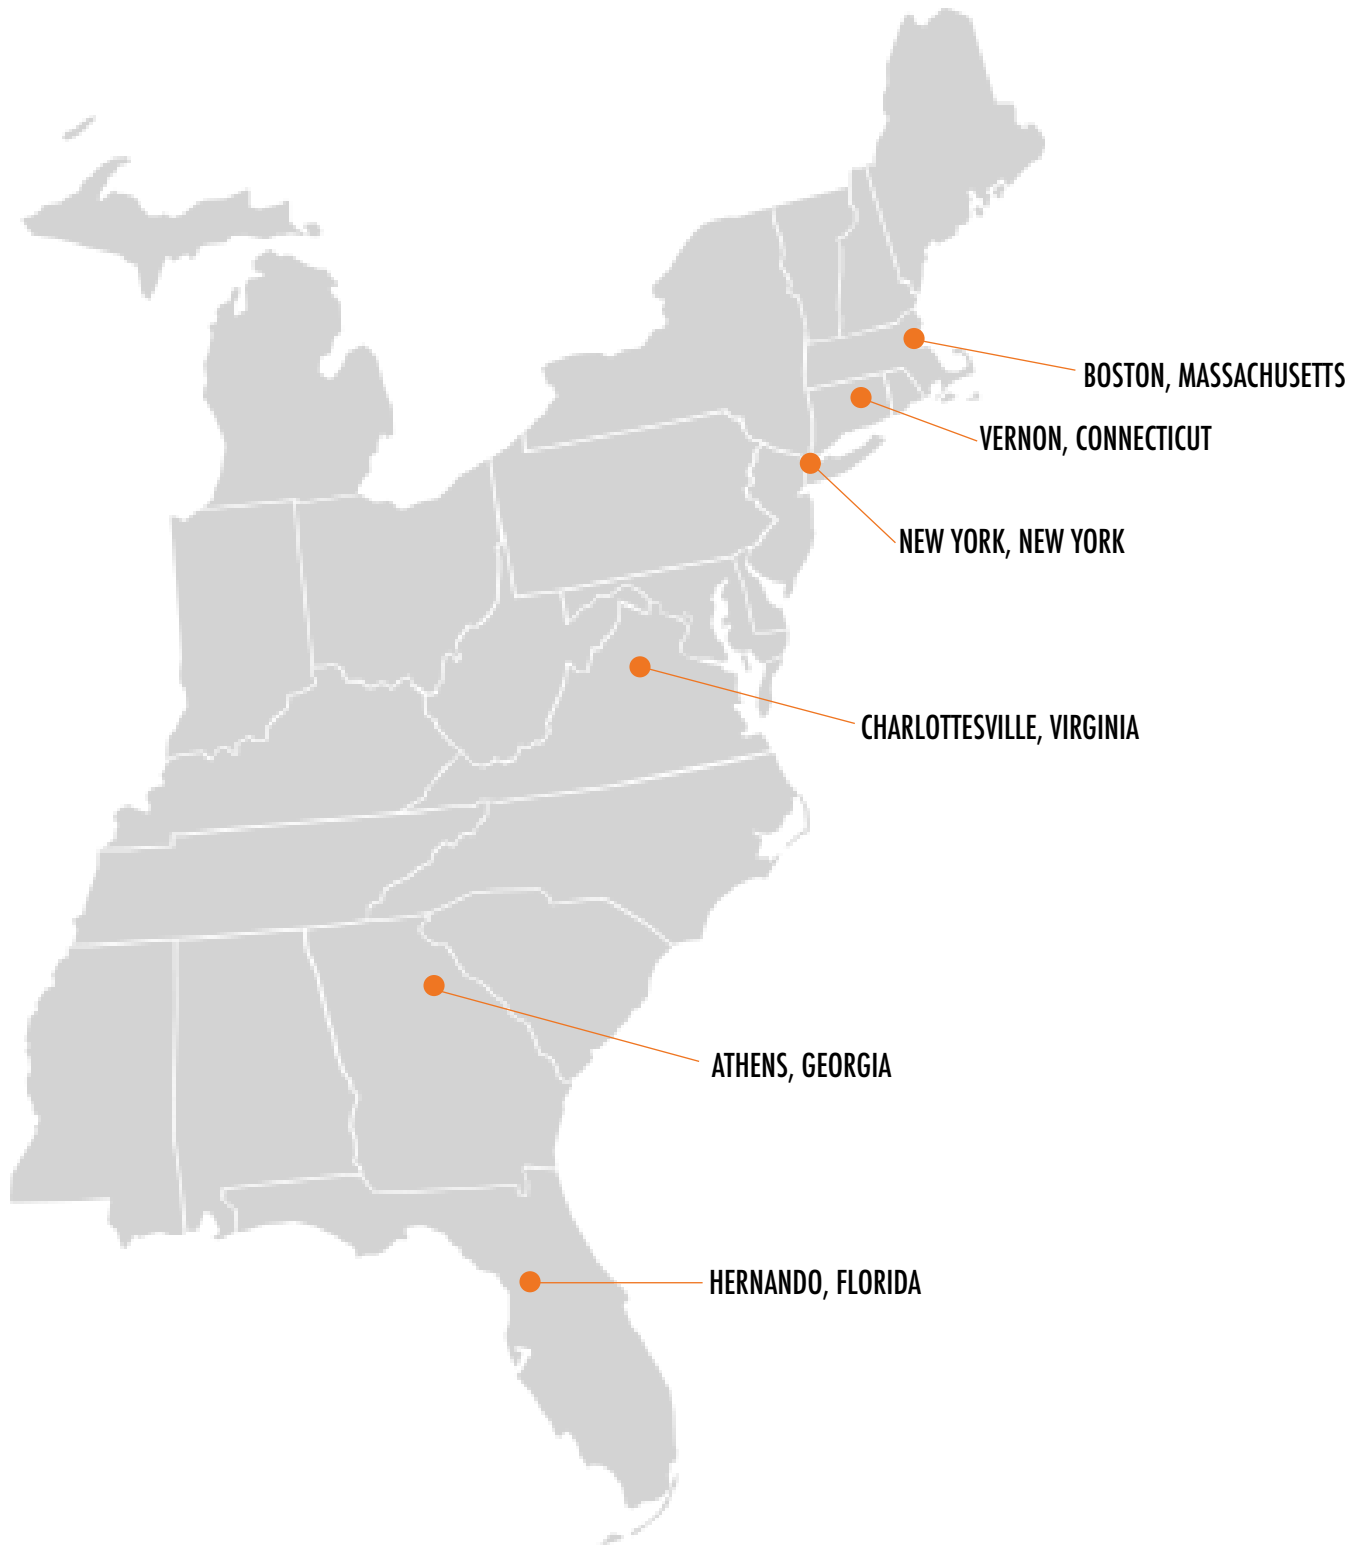 BOSTON, MASSACHUSETTS
VERNON, CONNECTICUT
NEW YORK, NEW YORK
CHARLOTTESVILLE, VIRGINIA
ATHENS, GEORGIA
HERNANDO, FLORIDA